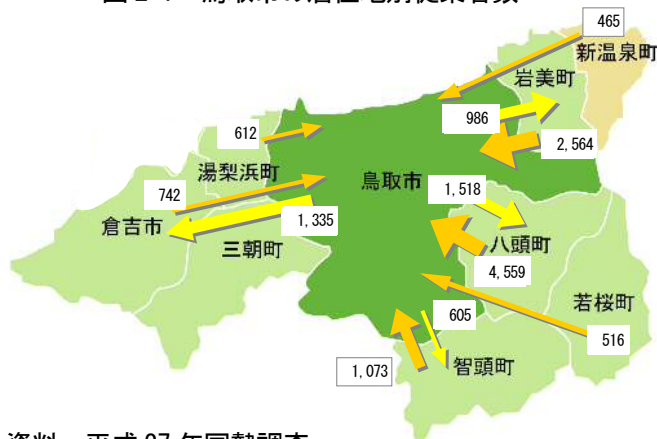 465
新温泉町
岩美町
986
2,564
612
湯梨浜町
742
鳥取市
1,518
倉吉市
1,335
三朝町
八頭町
4,559
若桜町
605
516
1,073
智頭町